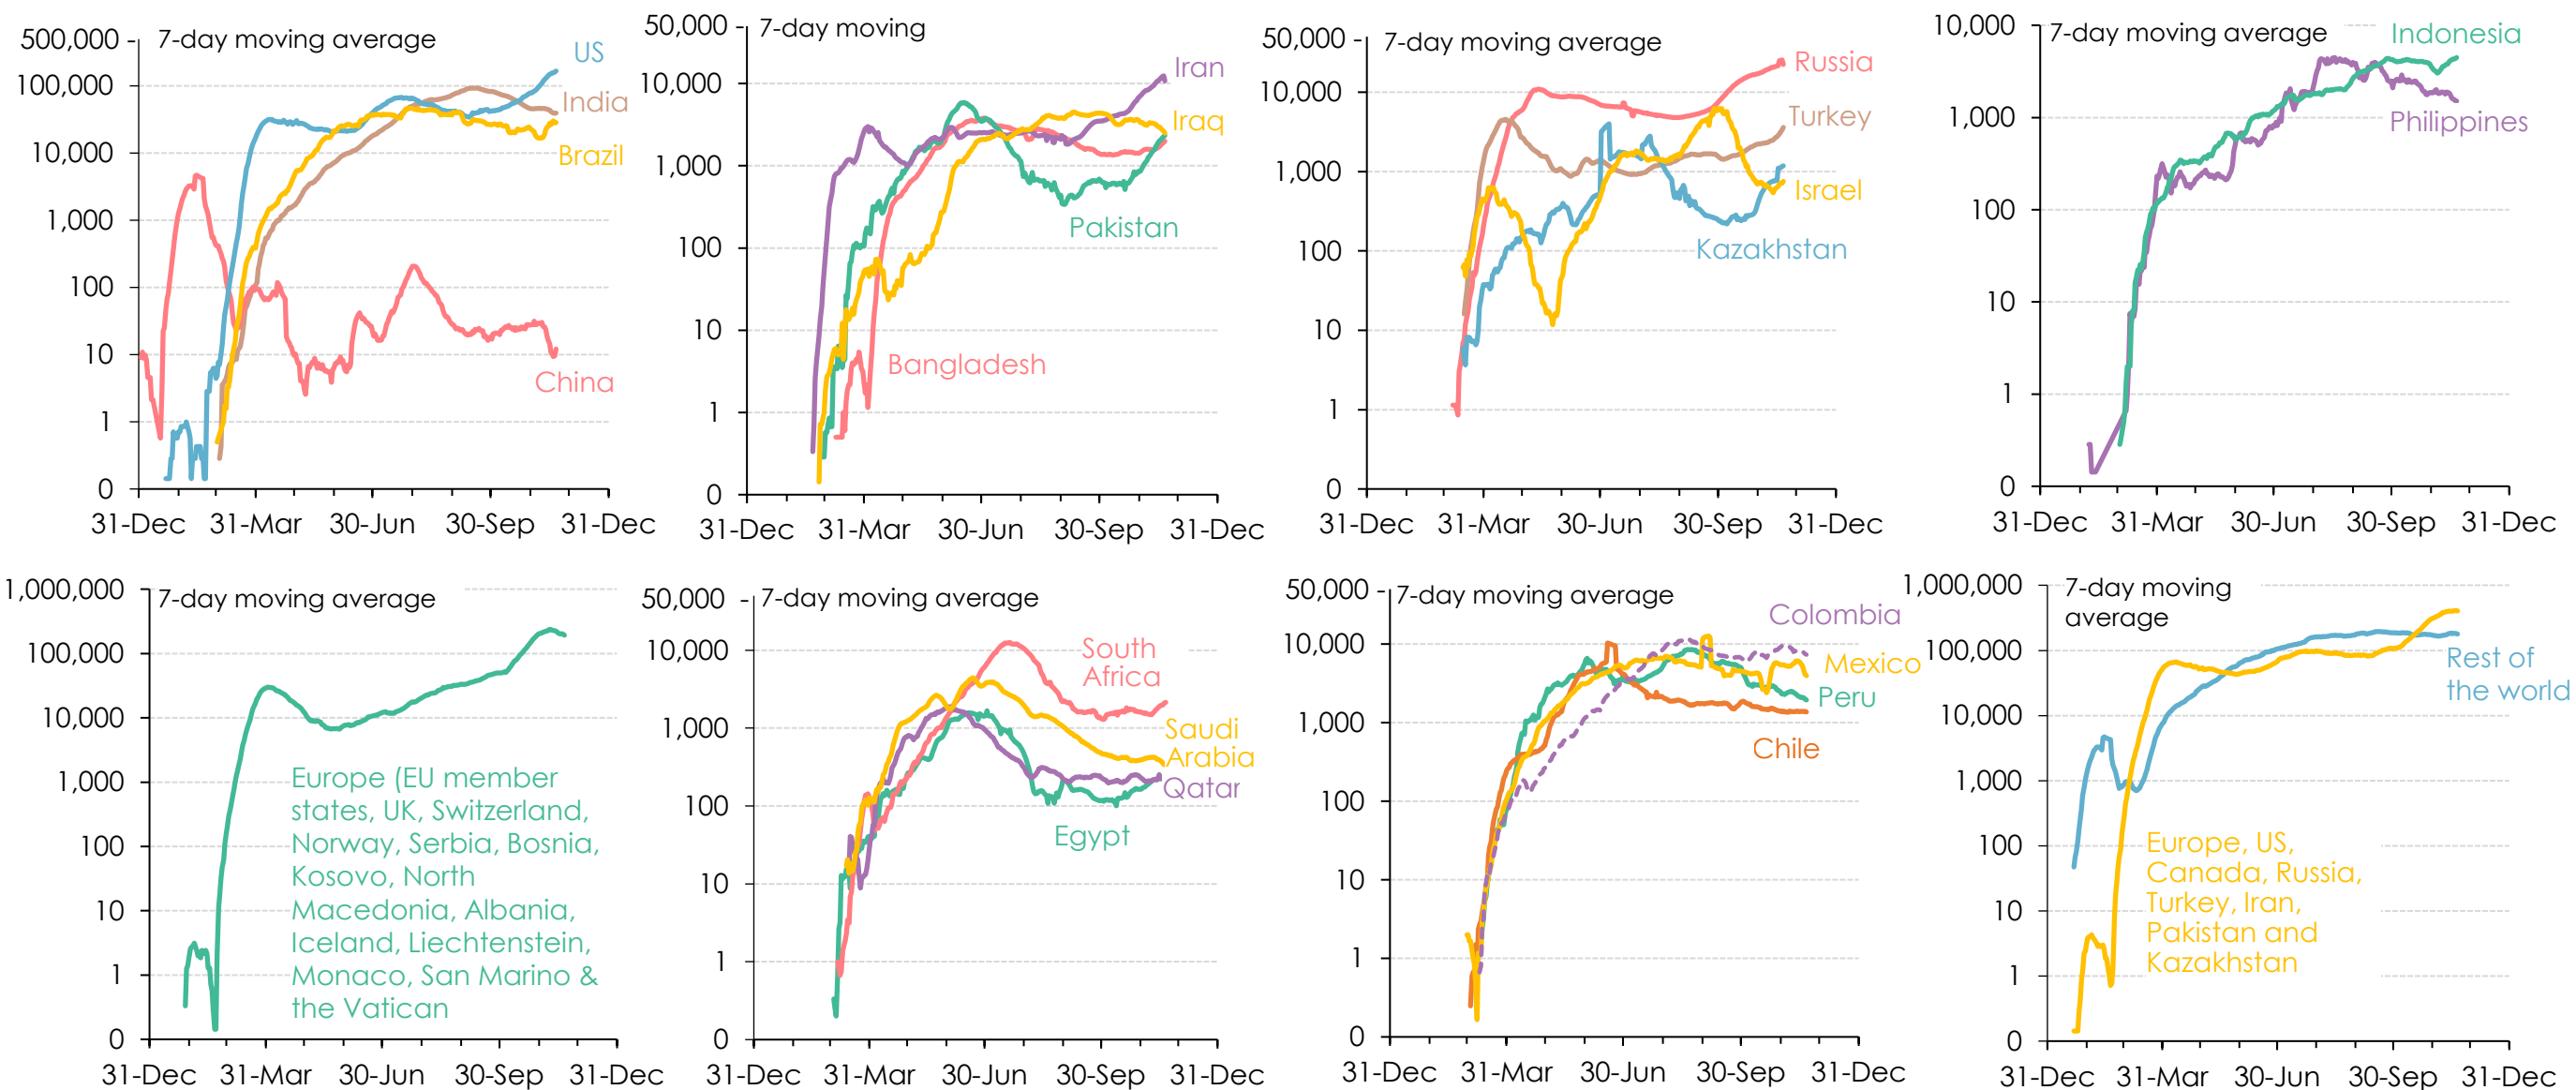 7-day moving average
500,000
100,000
10,000
1,000
100
10
1
0
US
India
Brazil
China
31-Dec 31-Mar 30-Jun 30-Sep 31-Dec
7-day moving
50,000
10,000
1,000
100
10
1
0
Iran
Iraq
Pakistan
Bangladesh
31-Dec 31-Mar 30-Jun 30-Sep 31-Dec
7-day moving average
50,000
10,000
1,000
100
10
1
0
Russia
Turkey
Israel
Kazakhstan
31-Dec 31-Mar 30-Jun 30-Sep 31-Dec
7-day moving average
10,000
1,000
100
10
1
0
Indonesia
Philippines
31-Dec 31-Mar 30-Jun 30-Sep 31-Dec
7-day moving average
1,000,000
100,000
10,000
1,000
100
10
1
0
Europe (EU member
states, UK, Switzerland,
Norway, Serbia, Bosnia,
Kosovo, North
Macedonia, Albania,
Iceland, Liechtenstein,
Monaco, San Marino &
the Vatican
31-Dec 31-Mar 30-Jun 30-Sep 31-Dec
7-day moving average
50,000
10,000
1,000
100
10
1
0
South
Africa
Saudi
Arabia
Qatar
Egypt
31-Dec 31-Mar 30-Jun 30-Sep 31-Dec
7-day moving average
50,000
10,000
1,000
100
10
1
0
Colombia
Mexico
Peru
Chile
31-Dec 31-Mar 30-Jun 30-Sep 31-Dec
7-day moving
average
1,000,000
100,000
10,000
1,000
100
10
1
0
Rest of
the world
Europe, US,
Canada, Russia,
Turkey, Iran,
Pakistan and
Kazakhstan
31-Dec 31-Mar 30-Jun 30-Sep 31-Dec